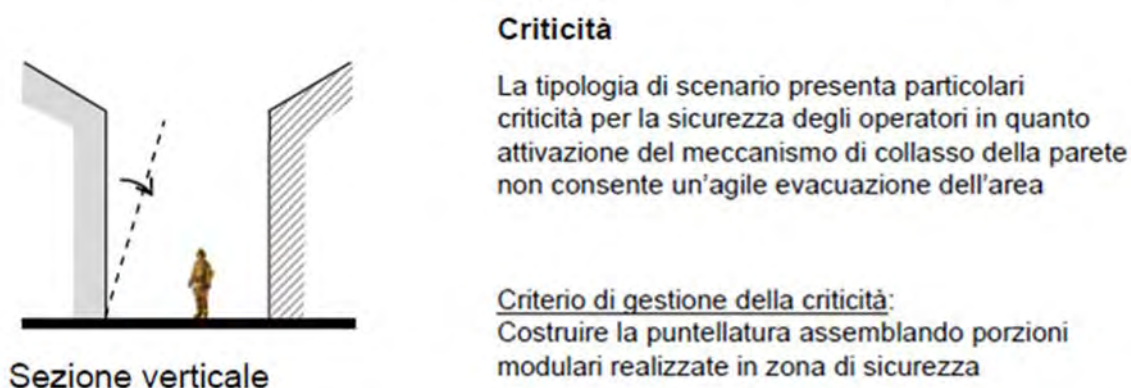 Criticità
La tipologia di scenario presenta particolari
criticità per la sicurezza degli operatori in quanto
attivazione del meccanismo di collasso della parete
non consente un'agile evacuazione dell'area
Criterio di gestione della criticità:
Costruire la puntellatura assemblando porzioni
modulari realizzate in zona di sicurezza
Sezione verticale